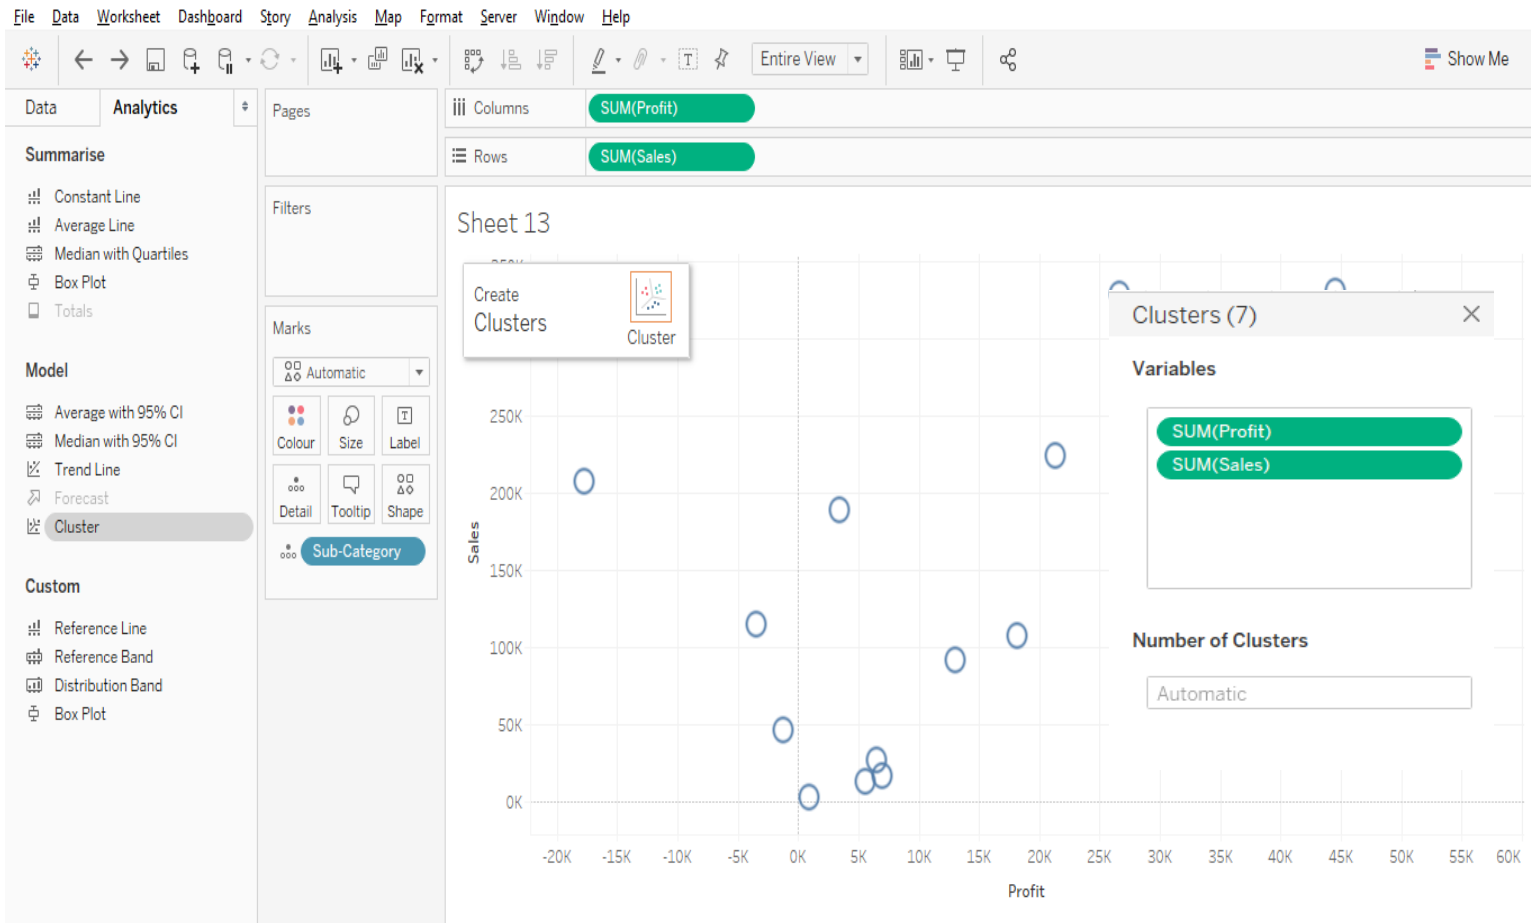 File Data Worksheet Dashboard Story Analysis Map Format Server Window Help
T Entire View Show Me
Data Analytics
Summarise
Constant Line
Average Line
Median with Quartiles
Box Plot
Totals
Model
Average with 95% CI
Median with 95% CI
Trend Line
Forecast
Cluster
Custom
Reference Line
Reference Band
Distribution Band
Box Plot
Pages
Filters
Marks
Automatic
Colour Size Label
T
Detail Tooltip Shape
Sub-Category
Columns SUM(Profit)
Rows SUM(Sales)
Sheet 13
Create
Clusters
Cluster
Sales
250K
200K
150K
100K
50K
0K
-20K -15K -10K -5K 0K 5K 10K 15K 20K 25K 30K 35K 40K 45K 50K 55K 60K
Profit
Clusters (7)
Variables
SUM(Profit)
SUM(Sales)
Number of Clusters
Automatic